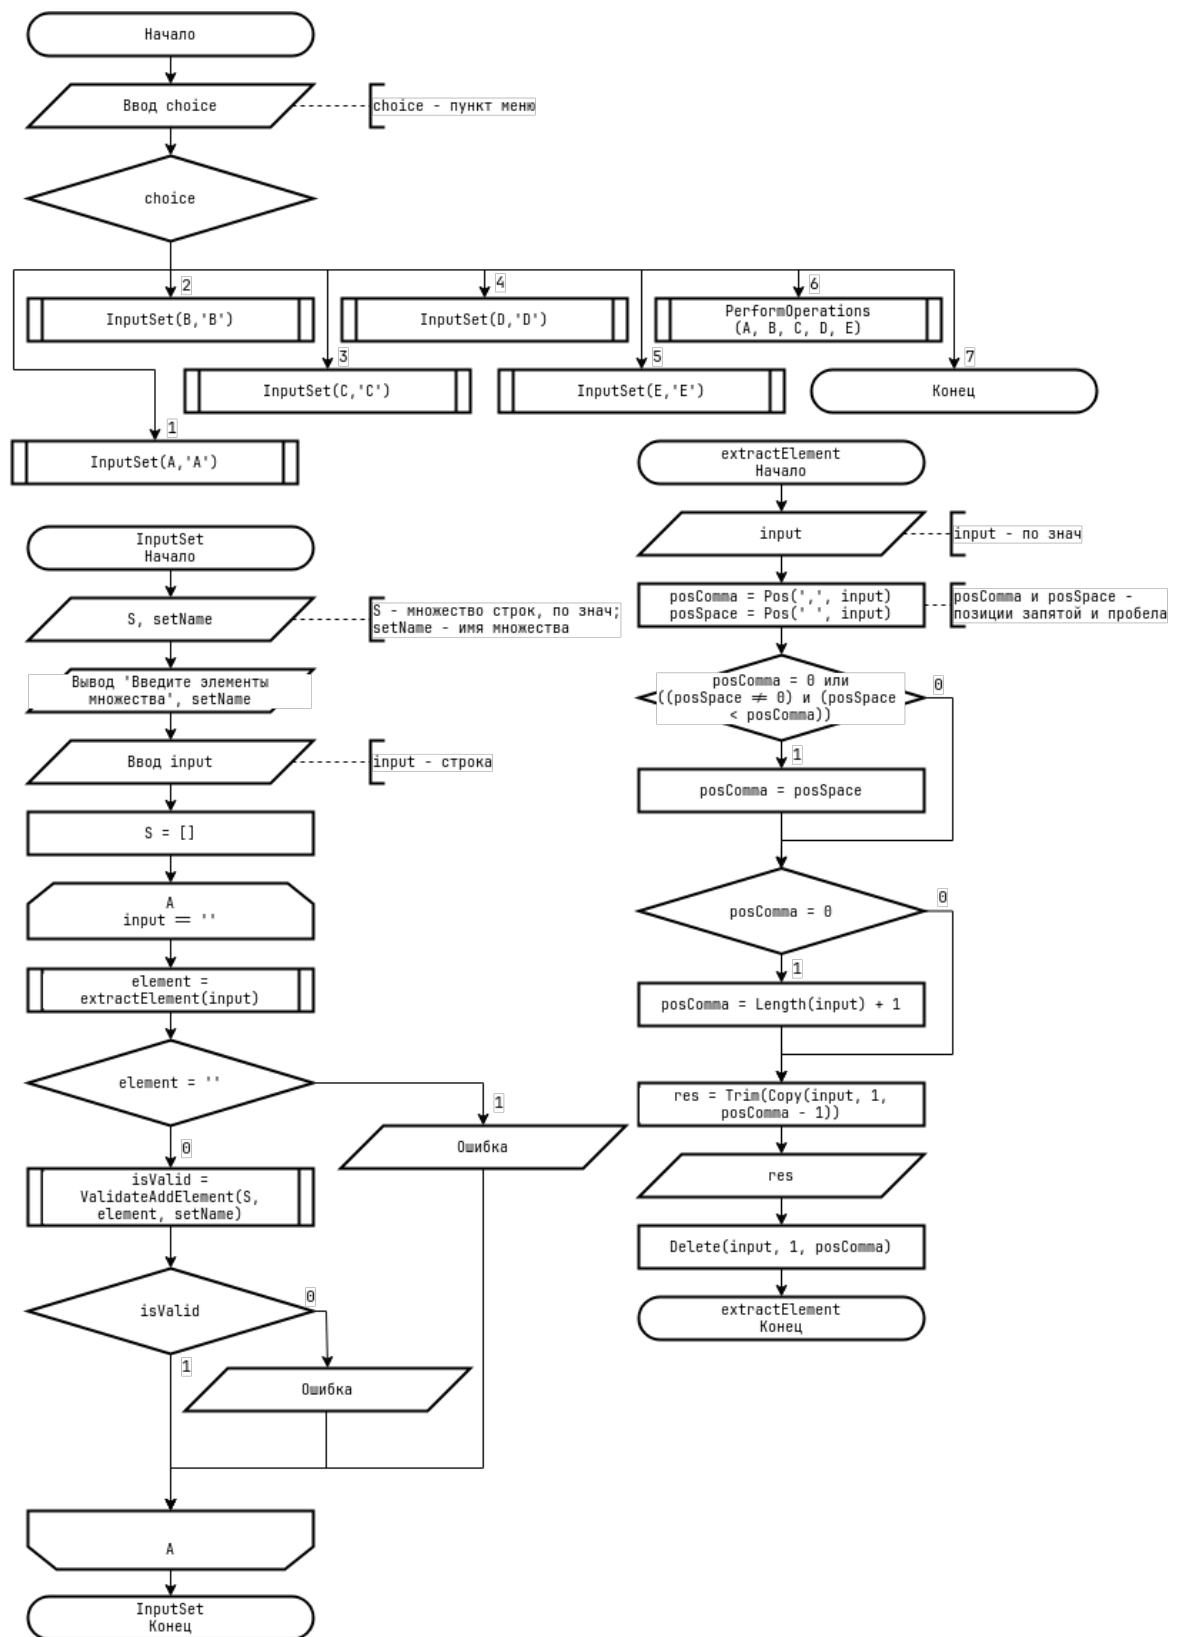 Начало
Ввод choice
choice - пункт меню
choice
2
4
6
InputSet(B,'B')
InputSet(D,'D')
PerformOperations
(A, B, C, D, E)
3
5
7
InputSet(C,'C')
InputSet(E,'E')
Конец
1
InputSet(A,'A')
InputSet
Начало
S, setName
S - множество строк, по знач;
setName - имя множества
Вывод 'Введите элементы
множества', setName
Ввод input
input - строка
S = []
A
input == ''
element =
extractElement(input)
element = ''
1
Ошибка
0
isValid =
ValidateAddElement(S,
element, setName)
isValid
0
1
Ошибка
A
InputSet
Конец
extractElement
Начало
input
input - по знач
posComma = Pos(',', input)
posSpace = Pos(' ', input)
posComma и posSpace -
позиции запятой и пробела
posComma = 0 или
((posSpace ≠ 0) и (posSpace
< posComma))
0
1
posComma = posSpace
posComma = 0
0
1
posComma = Length(input) + 1
res = Trim(Copy(input, 1,
posComma - 1))
res
Delete(input, 1, posComma)
extractElement
Конец